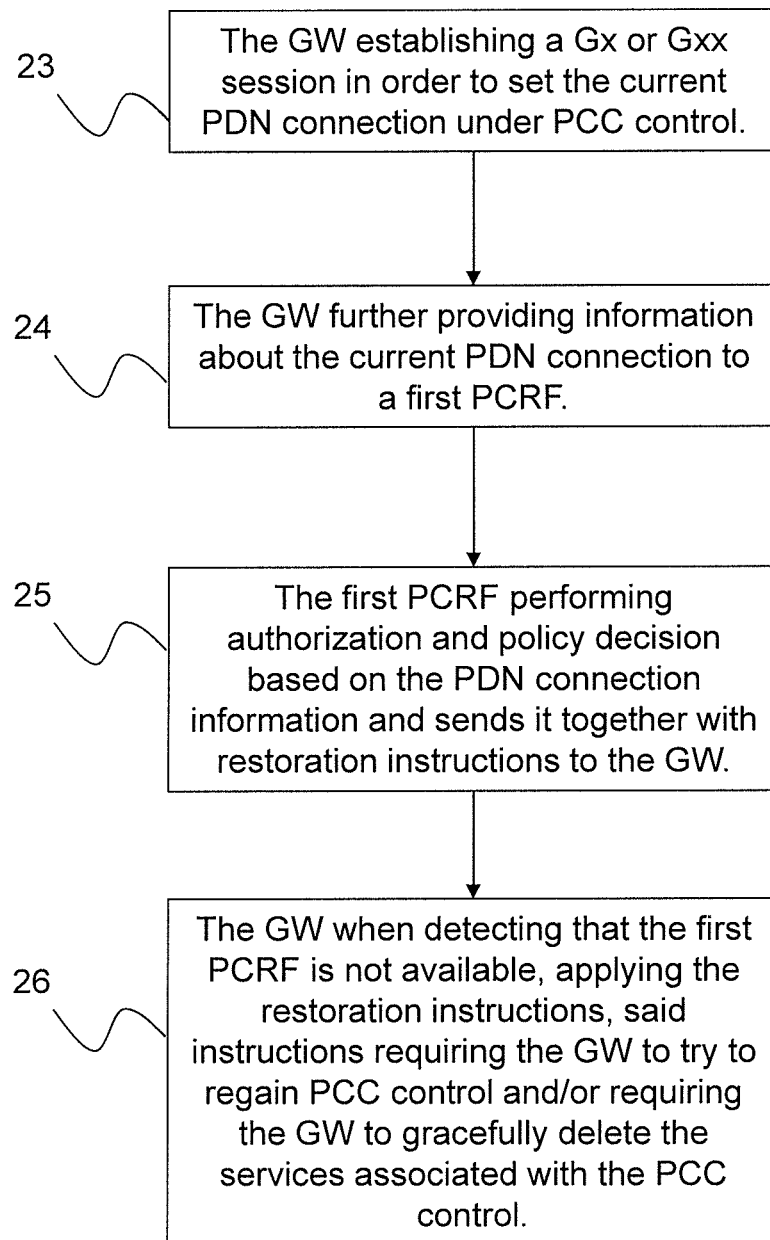 23
The GW establishing a Gx or Gxx
session in order to set the current
PDN connection under PCC control.
24
The GW further providing information
about the current PDN connection to
a first PCRF.
25
The first PCRF performing
authorization and policy decision
based on the PDN connection
information and sends it together with
restoration instructions to the GW.
26
The GW when detecting that the first
PCRF is not available, applying the
restoration instructions, said
instructions requiring the GW to try to
regain PCC control and/or requiring
the GW to gracefully delete the
services associated with the PCC
control.